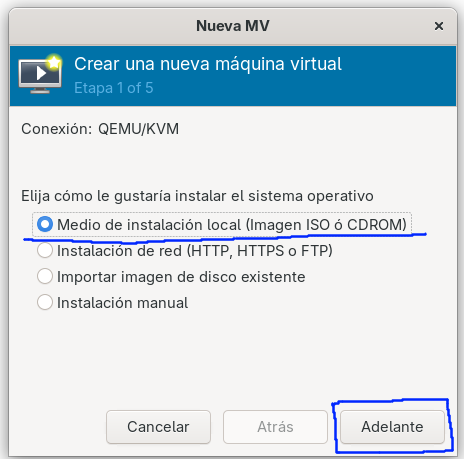 Nueva MV
Crear una nueva máquina virtual
Etapa 1 of 5
Conexión: QEMU/KVM
Elija cómo le gustaría instalar el sistema operativo
Medio de instalación local (Imagen ISO ó CDROM)
Instalación de red (HTTP, HTTPS o FTP)
Importar imagen de disco existente
Instalación manual
Cancelar Atrás Adelante